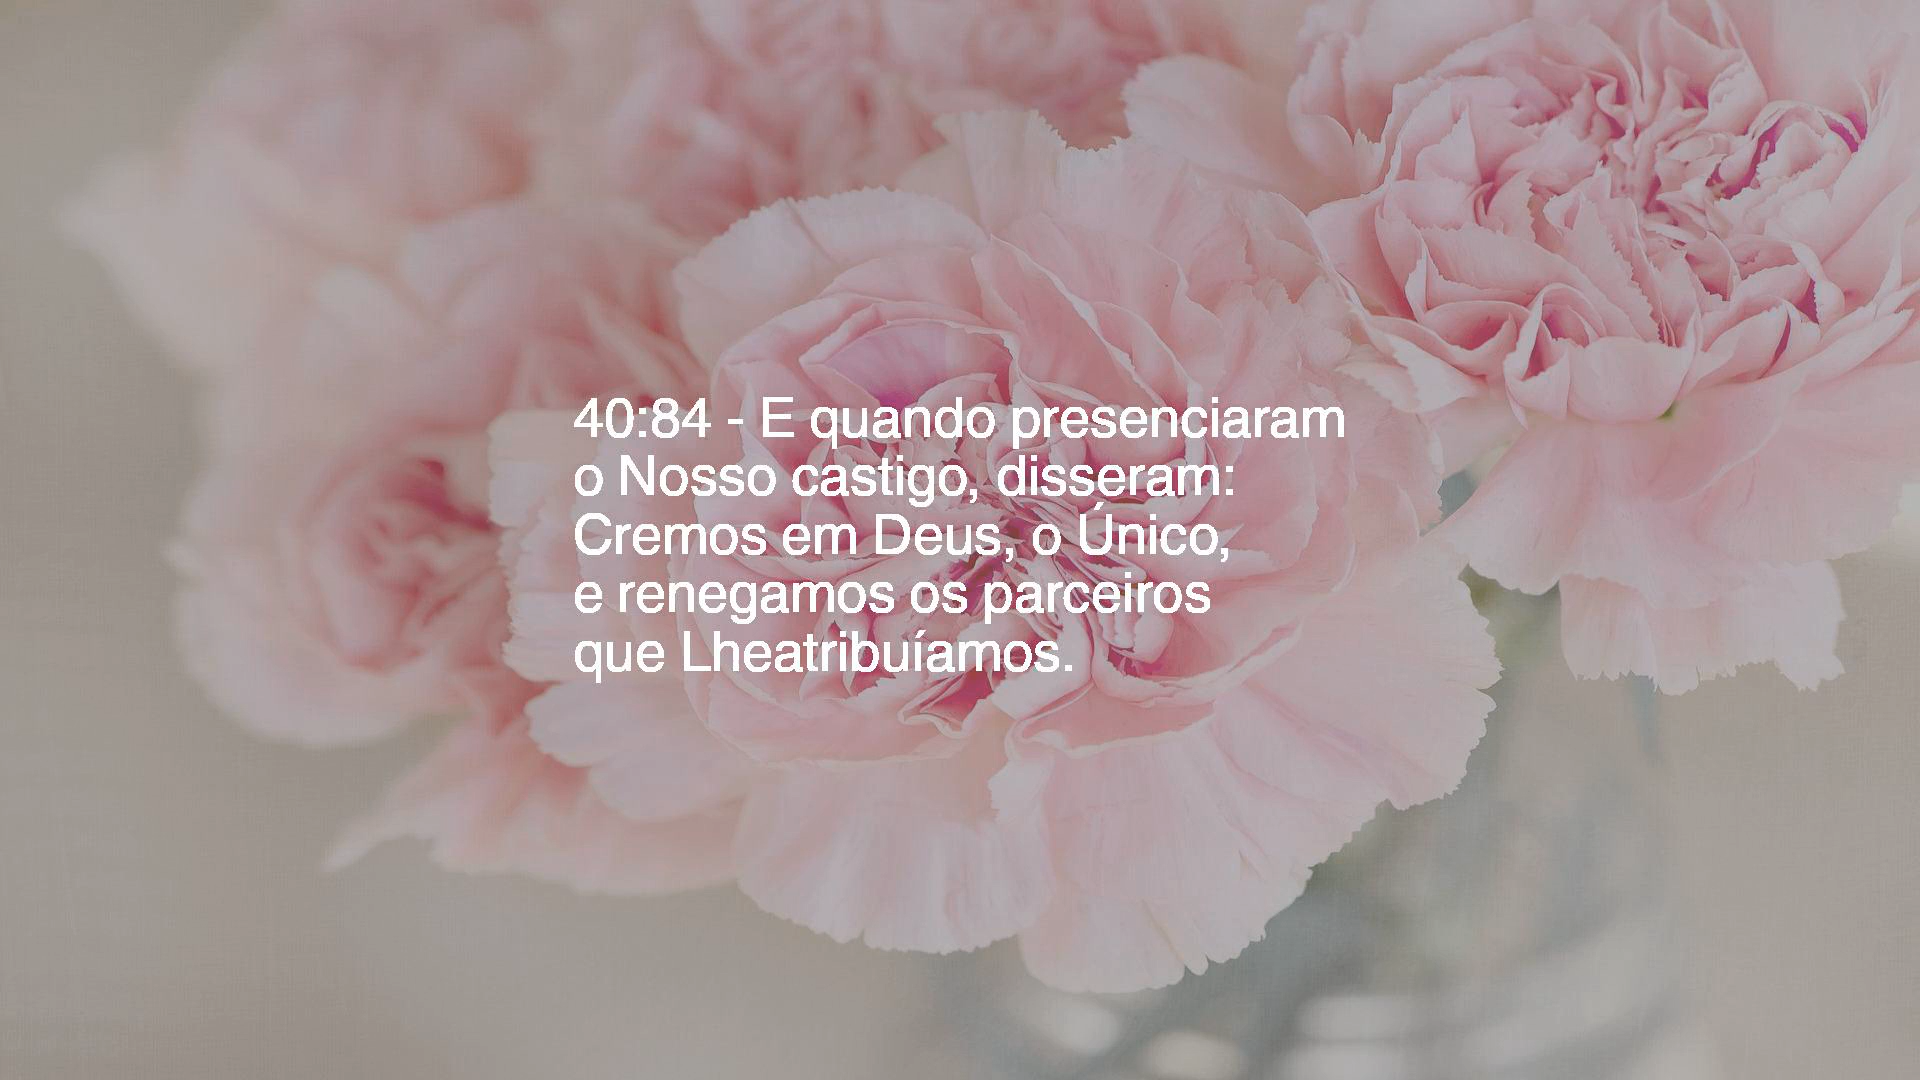 40:84 - E quando presenciaram
o Nosso castigo, disseram:
Cremos em Deus, o Único,
e renegamos os parceiros
que Lheatribuíamos.